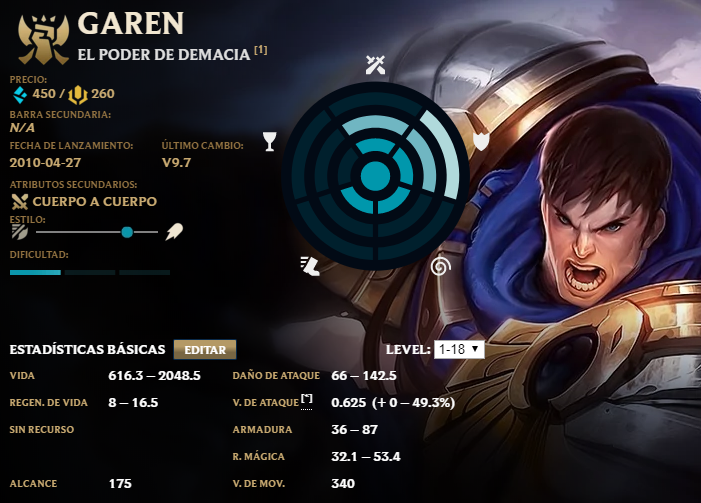 GAREN
EL PODER DE DEMACIA [1]
PRECIO:
450 / 260
BARRA SECUNDARIA:
N/A
FECHA DE LANZAMIENTO: ÚLTIMO CAMBIO:
2010-04-27 V9.7
ATRIBUTOS SECUNDARIOS:
CUERPO A CUERPO
ESTILO:
DIFICULTAD:
ESTADÍSTICAS BÁSICAS EDITAR LEVEL: 1-18
VIDA 616.3 – 2048.5 DAÑO DE ATAQUE 66 – 142.5
REGEN. DE VIDA 8 – 16.5 V. DE ATAQUE [*] 0.625 (+ 0 – 49.3%)
SIN RECURSO ARMADURA 36 – 87
R. MÁGICA 32.1 – 53.4
ALCANCE 175 V. DE MOV. 340